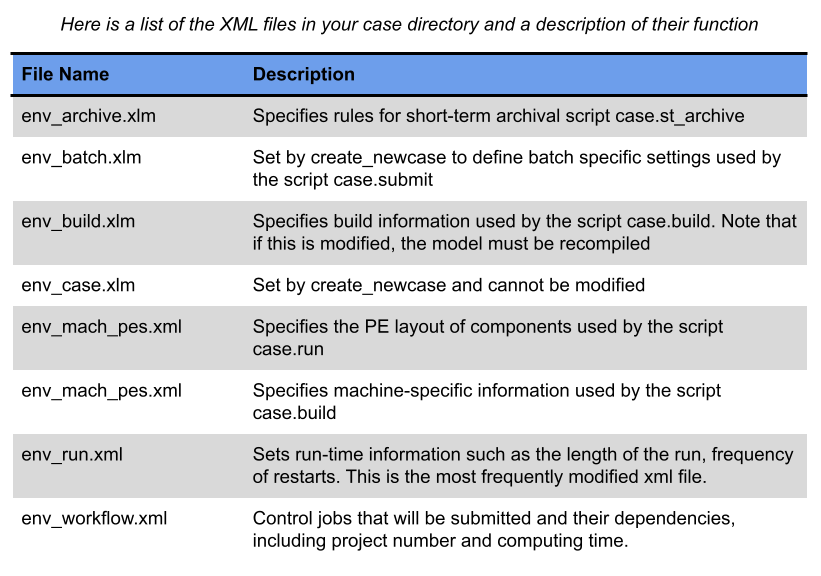 Here is a list of the XML files in your case directory and a description of their function
File Name Description
env_archive.xlm Specifies rules for short-term archival script case.st_archive
env_batch.xlm Set by create_newcase to define batch specific settings used by
the script case.submit
env_build.xlm Specifies build information used by the script case.build. Note that
if this is modified, the model must be recompiled
env_case.xlm Set by create_newcase and cannot be modified
env_mach_pes.xml Specifies the PE layout of components used by the script
case.run
env_mach_pes.xml Specifies machine-specific information used by the script
case.build
env_run.xml Sets run-time information such as the length of the run, frequency
of restarts. This is the most frequently modified xml file.
env_workflow.xml Control jobs that will be submitted and their dependencies,
including project number and computing time.